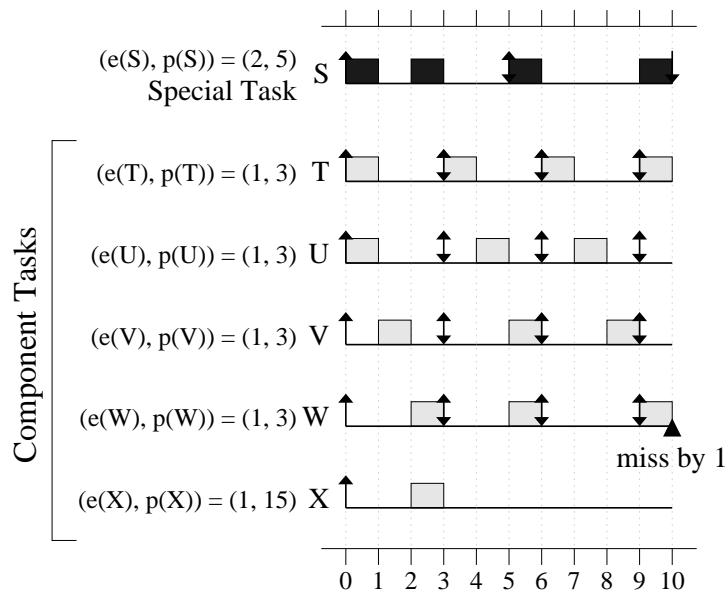 (e(S), p(S)) = (2, 5) S
Special Task
(e(T), p(T)) = (1, 3) T
(e(U), p(U)) = (1, 3) U
(e(V), p(V)) = (1, 3) V
(e(W), p(W)) = (1, 3) W
miss by 1
(e(X), p(X)) = (1, 15) X
Component Tasks
0 1 2 3 4 5 6 7 8 9 10